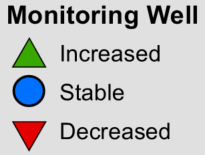 Monitoring Well
Increased
Stable
Decreased